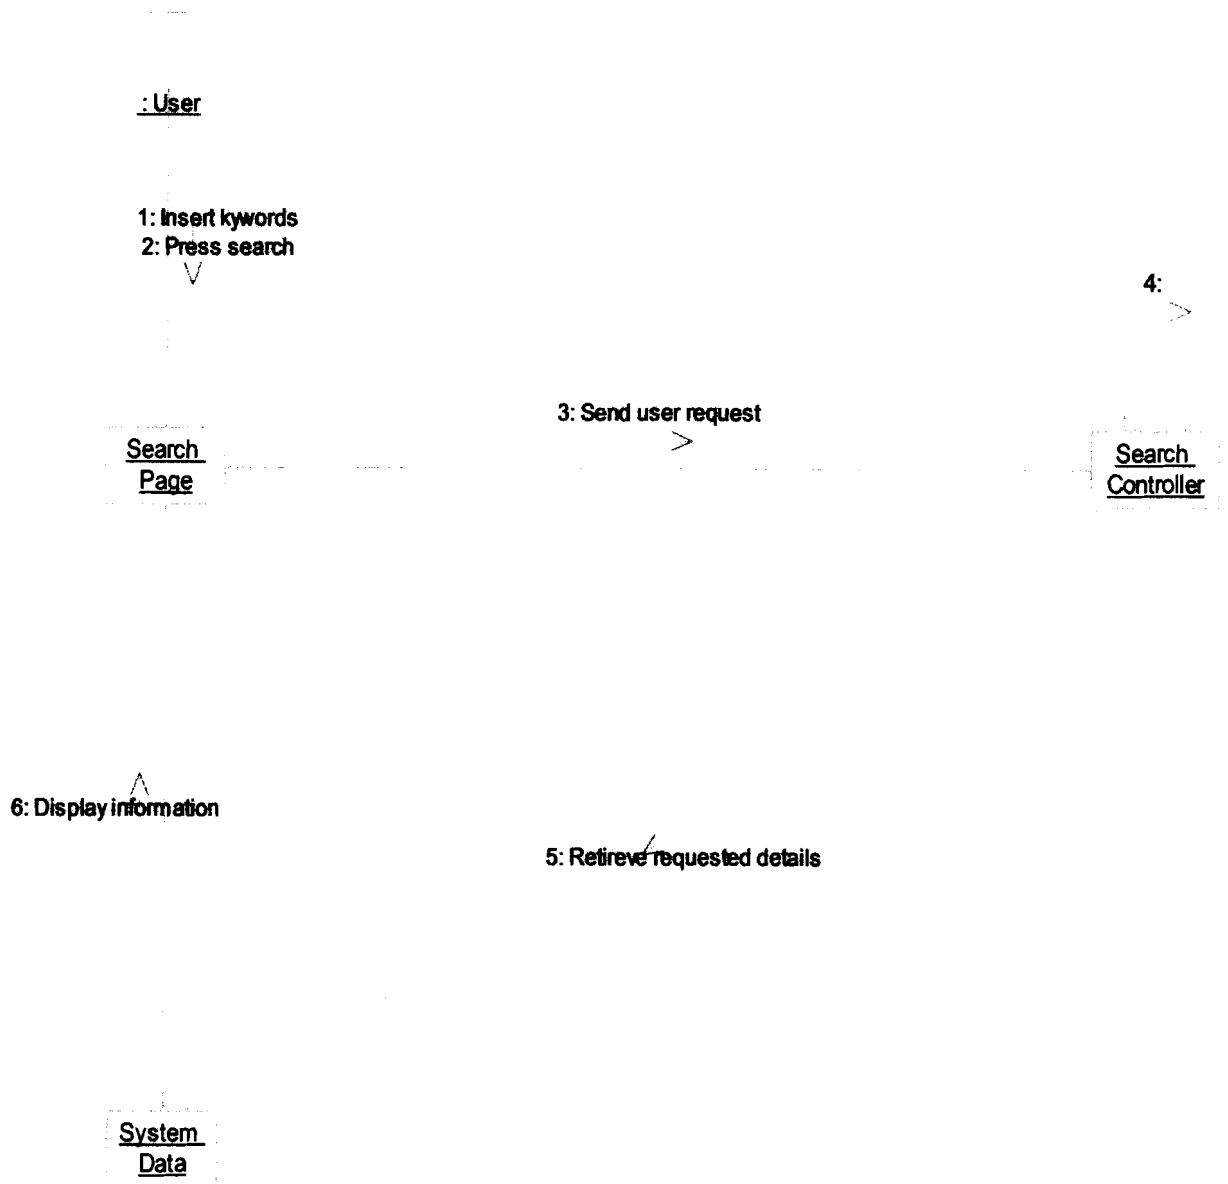 : User
1: Insert kywords
2: Press search
4:
3: Send user request
Search
Page
Search
Controller
6: Display information
5: Retireve requested details
System
Data